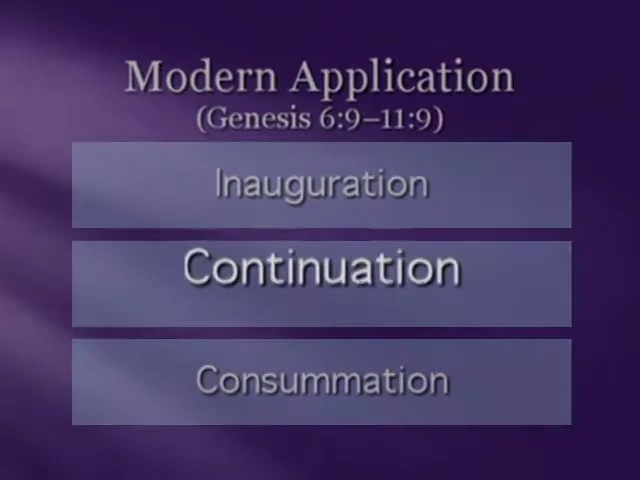 Modern Application
(Genesis 6:9–11:9)
Inauguration
Continuation
Consummation